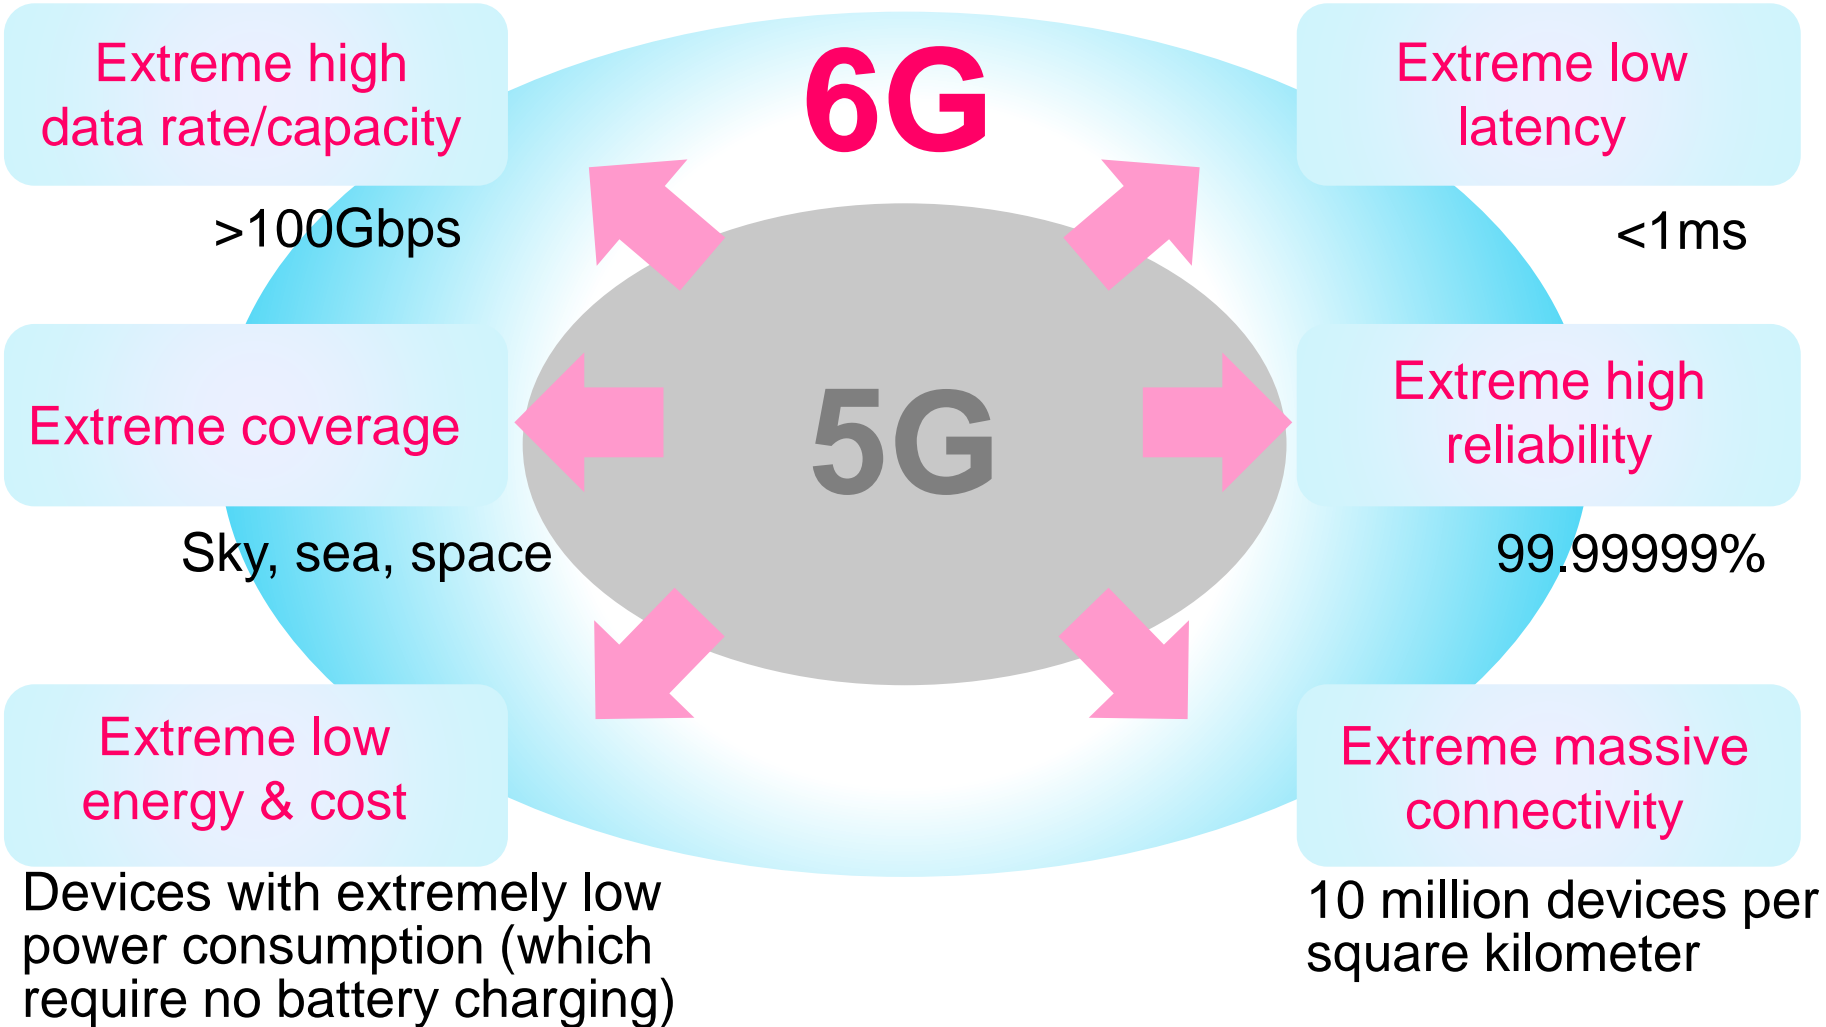 6G
5G
Extreme high
data rate/capacity
>100Gbps
Extreme coverage
Sky, sea, space
Extreme low
energy & cost
Devices with extremely low
power consumption (which
require no battery charging)
Extreme low
latency
<1ms
Extreme high
reliability
99.99999%
Extreme massive
connectivity
10 million devices per
square kilometer